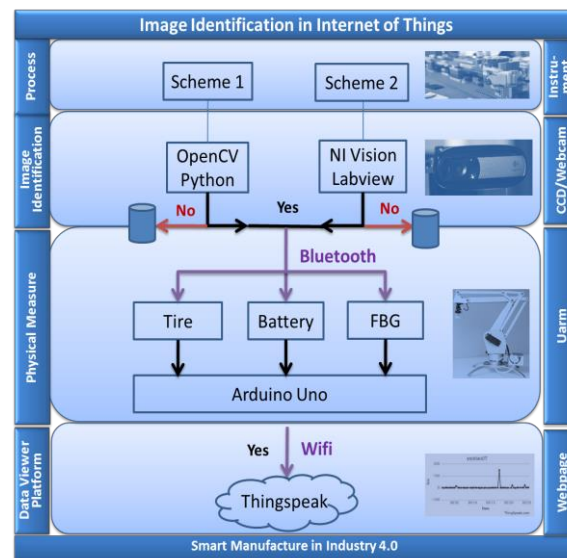 Image Identification in Internet of Things
Process
Scheme 1
Scheme 2
Instru-
ment
Image
Identification
OpenCV
Python
NI Vision
Labview
CCD/Webcam
No
Yes
No
Physical Measure
Bluetooth
Tire
Battery
FBG
Arduino Uno
Uarm
Data Viewer
Platform
Yes
Wifi
Thingspeak
Webpage
Smart Manufacture in Industry 4.0